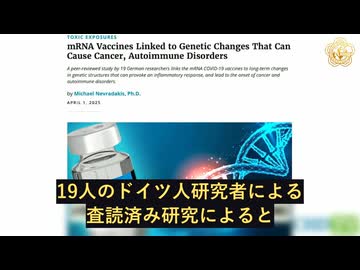 TOXIC EXPOSURES
mRNA Vaccines Linked to Genetic Changes That Can
Cause Cancer, Autoimmune Disorders
A peer-reviewed study by 19 German researchers links the mRNA COVID-19 vaccines to long-term changes
in genetic structures that can provoke an inflammatory response, and lead to the onset of cancer and
autoimmune disorders.
by Michael Nevradakis, Ph.D.
APRIL 1, 2025
19人のドイツ人研究者による
査読済み研究によると